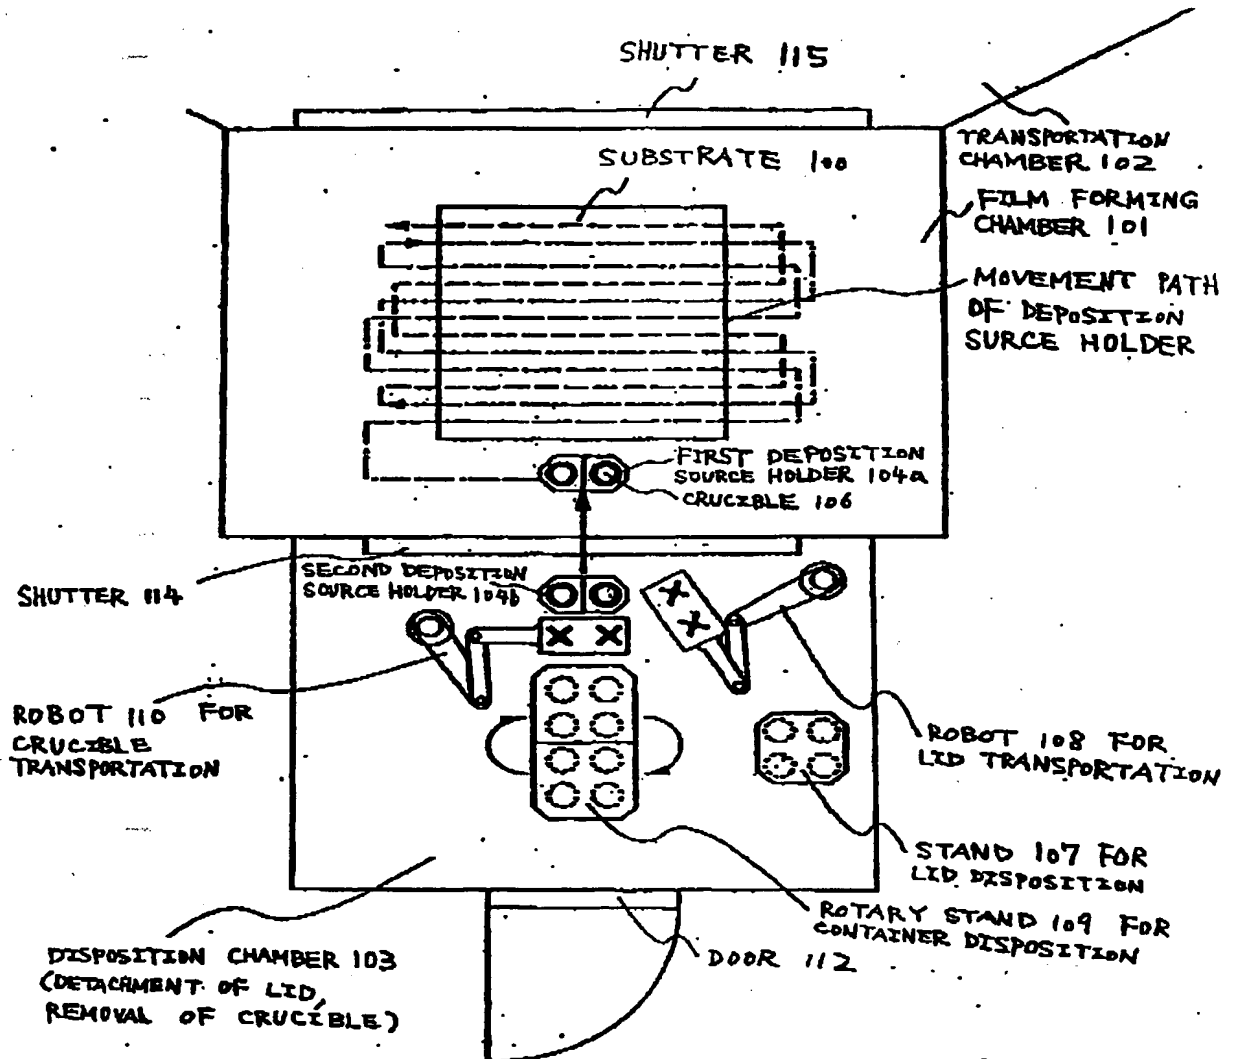 SHUTTER 115
TRANSPORTATION
CHAMBER 102
SUBSTRATE 100
FILM FORMING
CHAMBER 101
MOVEMENT PATH
OF DEPOSITION
SURCE HOLDER
FIRST DEPOSITION
SOURCE HOLDER 104a
CRUCIBLE 106
SHUTTER 114
SECOND DEPOSITION
SOURCE HOLDER 104b
ROBOT 110 FOR
CRUCIBLE
TRANSPORTATION
ROBOT 108 FOR
LID TRANSPORTATION
STAND 107 FOR
LID DISPOSITION
ROTARY STAND 109 FOR
CONTAINER DISPOSITION
DOOR 112
DISPOSITION CHAMBER 103
(DETACHMENT OF LID,
REMOVAL OF CRUCIBLE)